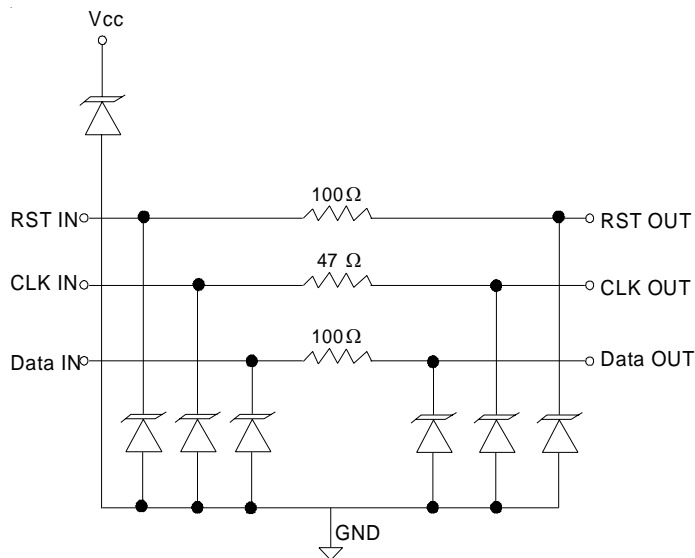 Vcc
100Ω
RST IN
RST OUT
47 Ω
CLK IN
CLK OUT
100Ω
Data IN
Data OUT
GND